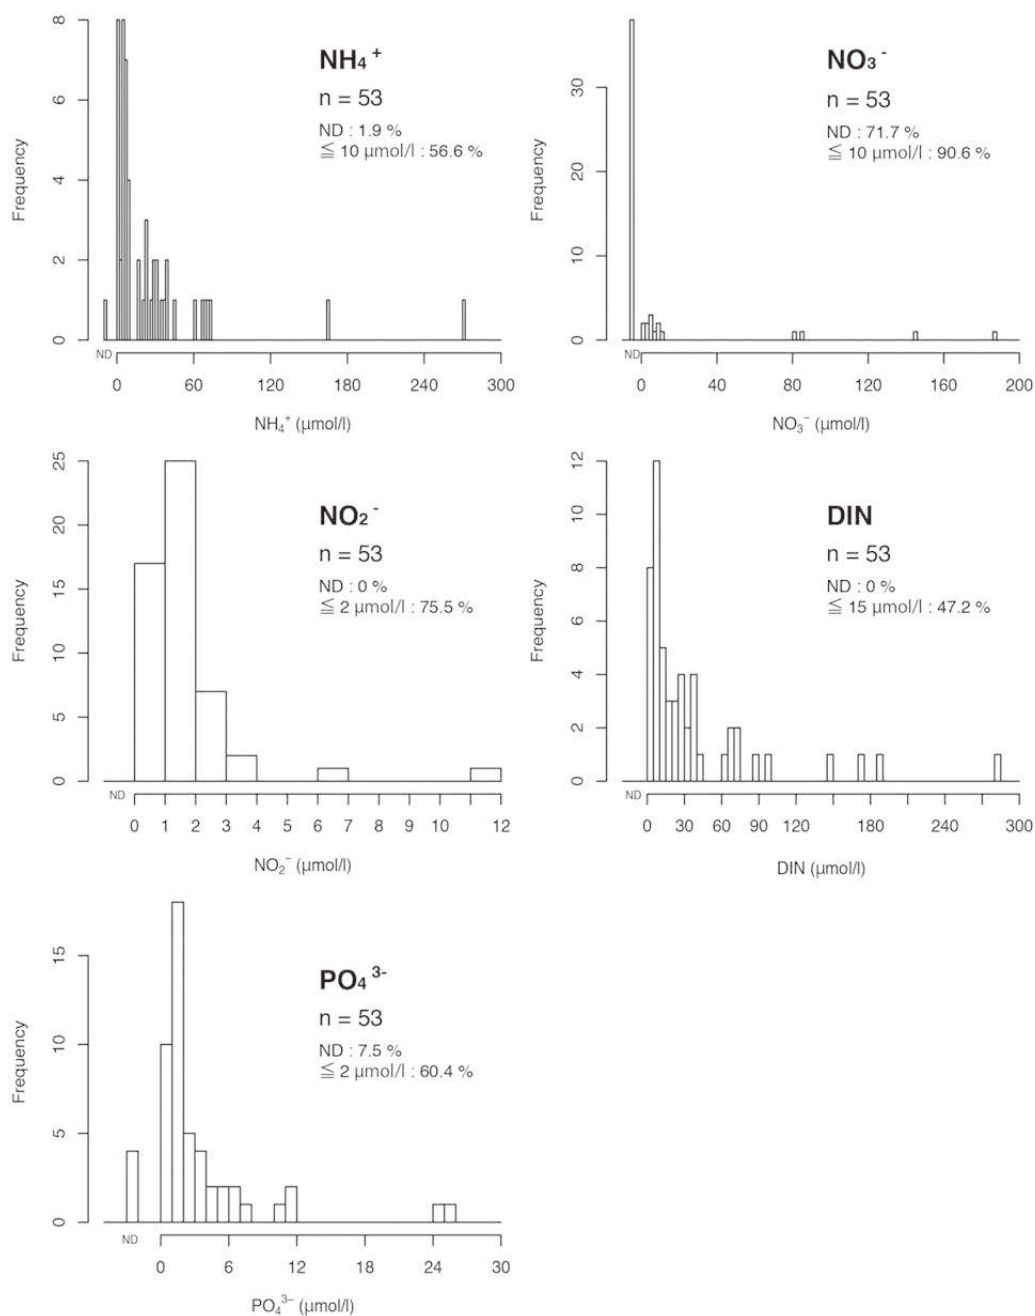 NH₄⁺
n = 53
ND : 1.9 %
≦ 10 μmol/l : 56.6 %
Frequency
0 2 4 6 8
ND
0 60 120 180 240 300
NH₄⁺ (μmol/l)
NO₃⁻
n = 53
ND : 71.7 %
≦ 10 μmol/l : 90.6 %
Frequency
0 10 20 30
ND
0 40 80 120 160 200
NO₃⁻ (μmol/l)
NO₂⁻
n = 53
ND : 0 %
≦ 2 μmol/l : 75.5 %
Frequency
0 5 10 15 20 25
ND
0 1 2 3 4 5 6 7 8 9 10 12
NO₂⁻ (μmol/l)
DIN
n = 53
ND : 0 %
≦ 15 μmol/l : 47.2 %
Frequency
0 2 4 6 8 10 12
ND
0 30 60 90 120 180 240 300
DIN (μmol/l)
PO₄³⁻
n = 53
ND : 7.5 %
≦ 2 μmol/l : 60.4 %
Frequency
0 5 10 15
ND
0 6 12 18 24 30
PO₄³⁻ (μmol/l)